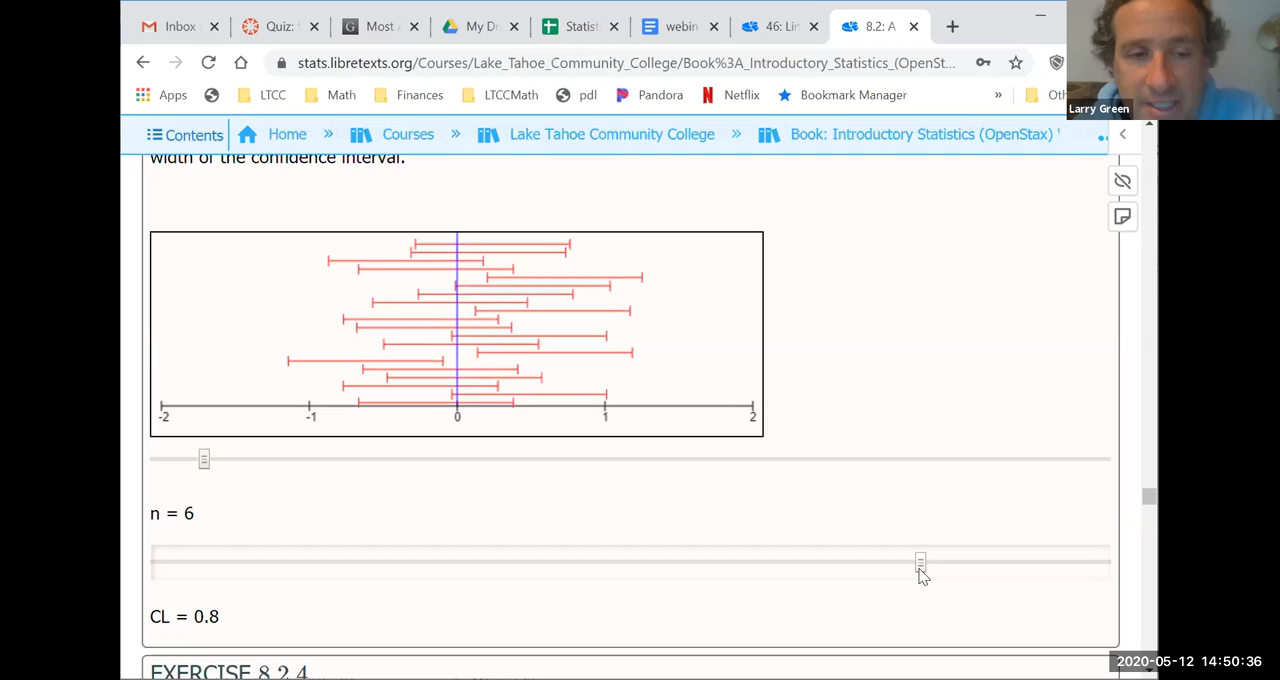 Inbox
Quiz:
Most
My Dr
Statist
webin
46: Lin
8.2: A
stats.libretexts.org/Courses/Lake_Tahoe_Community_College/Book%3A_Introductory_Statistics_(OpenSt...
Apps
LTCC
Math
Finances
LTCCMath
pdl
Pandora
Netflix
Bookmark Manager
»
Oth
Larry Green
Contents
Home » Courses » Lake Tahoe Community College » Book: Introductory Statistics (OpenStax)
width of the confidence interval.
-2 -1 0 1 2
n = 6
CL = 0.8
EXERCISE 8.2.4
2020-05-12 14:50:36